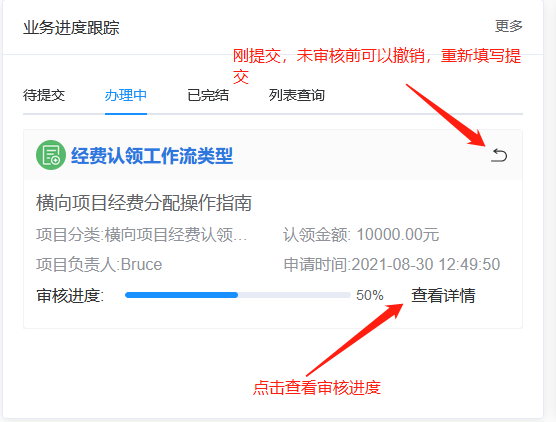 业务进度跟踪
更多
刚提交，未审核前可以撤销，重新填写提
交
待提交
办理中
已完结
列表查询
经费认领工作流类型
横向项目经费分配操作指南
项目分类:横向项目经费认领…
认领金额: 10000.00元
项目负责人:Bruce
申请时间:2021-08-30 12:49:50
审核进度:
50%
查看详情
点击查看审核进度